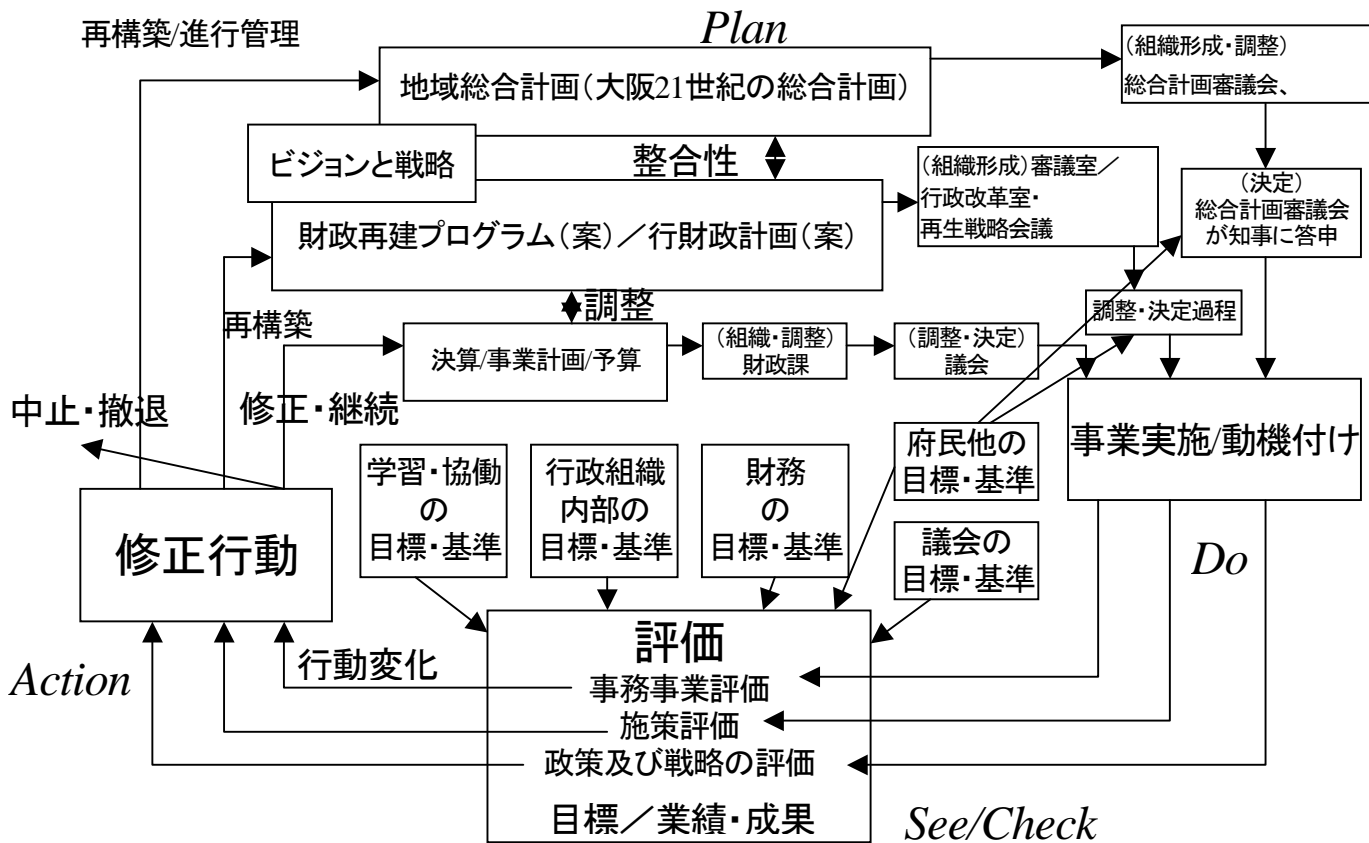 再構築/進行管理
Plan
地域総合計画（大阪21世紀の総合計画）
（組織形成・調整）
総合計画審議会、
ビジョンと戦略
整合性
（組織形成）審議室／
行政改革室・
再生戦略会議
（決定）
総合計画審議会
が知事に答申
財政再建プログラム（案）／行財政計画（案）
調整
調整・決定過程
再構築
決算/事業計画/予算
（組織・調整）
財政課
（調整・決定）
議会
中止・撤退
修正・継続
事業実施/動機付け
学習・協働
の
目標・基準
行政組織
内部の
目標・基準
財務
の
目標・基準
府民他の
目標・基準
議会の
目標・基準
修正行動
Do
評価
行動変化
Action
事務事業評価
施策評価
政策及び戦略の評価
目標／業績・成果
See/Check